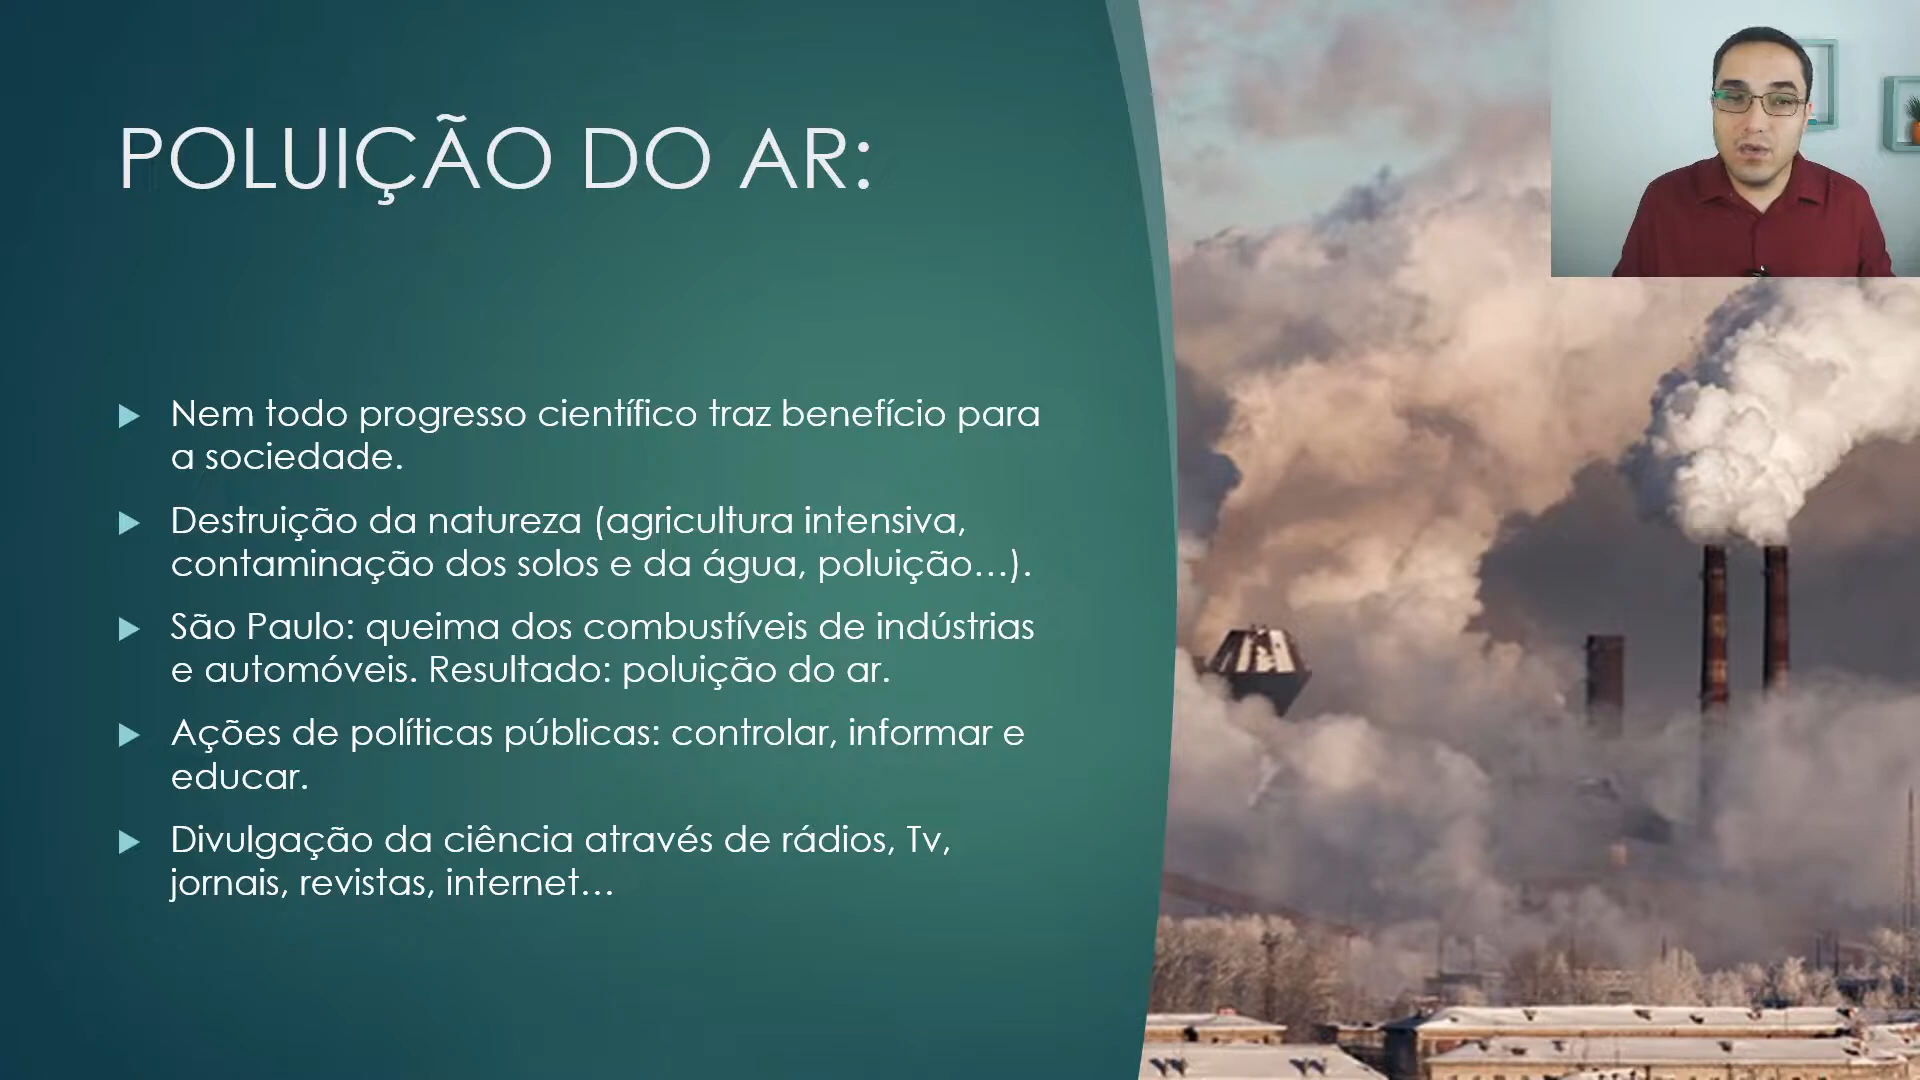 POLUIÇÃO DO AR:
Nem todo progresso científico traz benefício para
a sociedade.
Destruição da natureza (agricultura intensiva,
contaminação dos solos e da água, poluição...).
São Paulo: queima dos combustíveis de indústrias
e automóveis. Resultado: poluição do ar.
Ações de políticas públicas: controlar, informar e
educar.
Divulgação da ciência através de rádios, Tv,
jornais, revistas, internet...